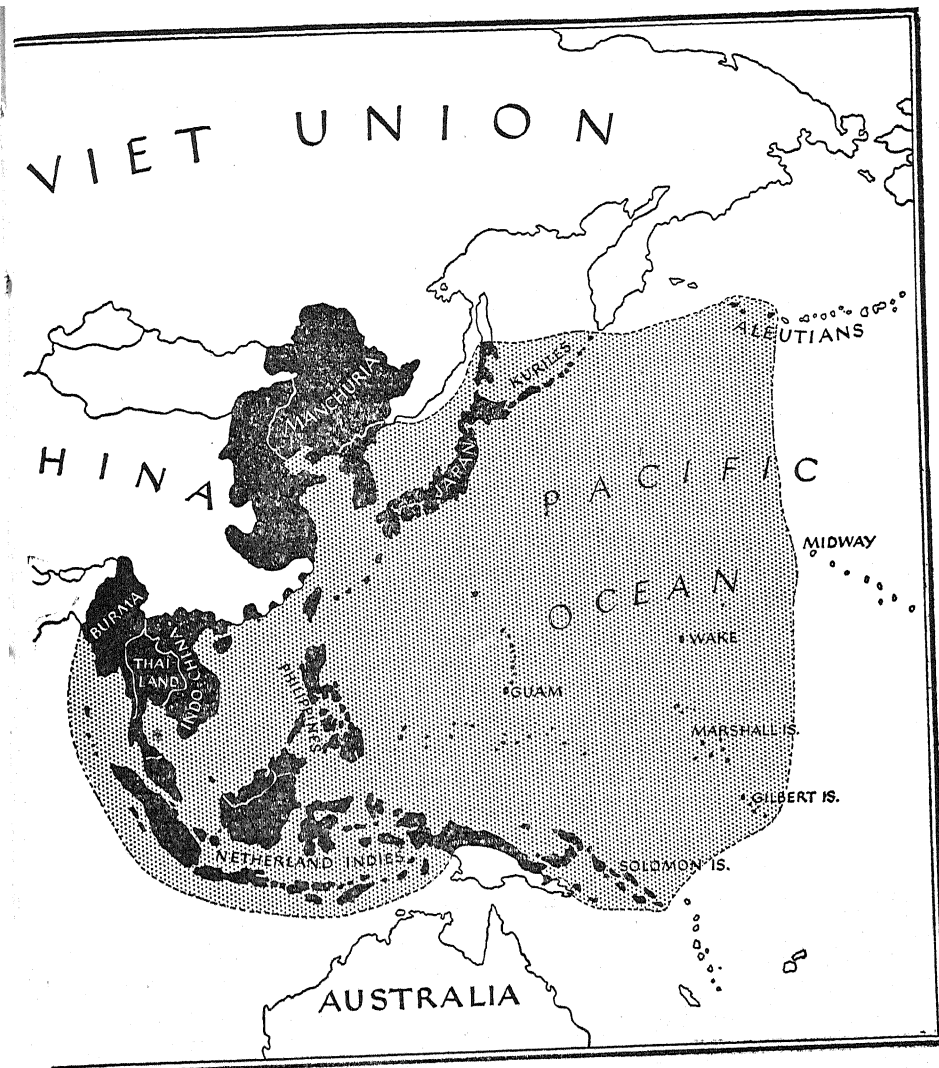 VIET UNION
ALEUTIANS
KURILES
MANCHURIA
JAPAN
HINA
PACIFIC
OCEAN
MIDWAY
BURMA
THAI-
LAND
INDOCHINA
WAKE
PHILIPPINES
GUAM
MARSHALL IS.
GILBERT IS.
NETHERLAND INDIES
SOLOMON IS.
AUSTRALIA